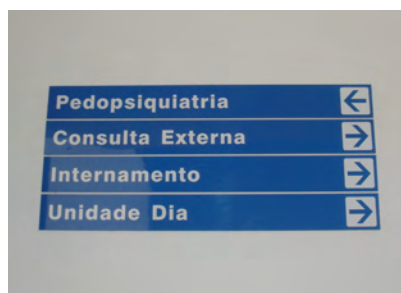 Pedopsiquiatria
Consulta Externa
Internamento
Unidade Dia